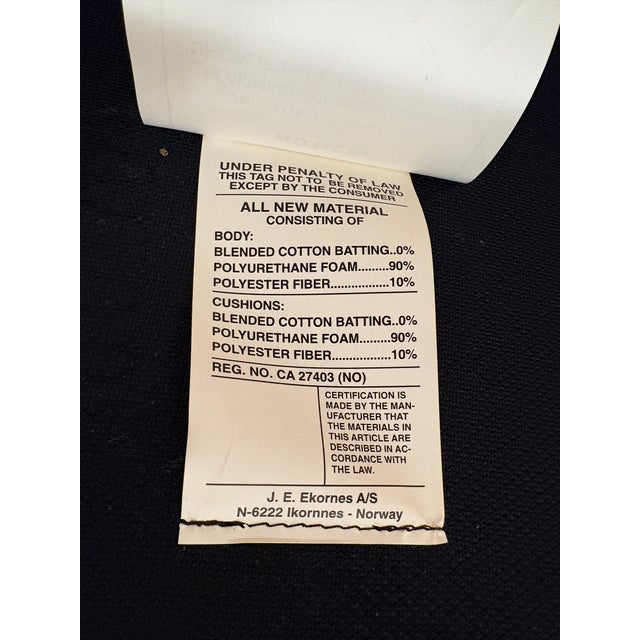 UNDER PENALTY OF LAW
THIS TAG NOT TO BE REMOVED
EXCEPT BY THE CONSUMER
ALL NEW MATERIAL
CONSISTING OF
BODY:
BLENDED COTTON BATTING..0%
POLYURETHANE FOAM.........90%
POLYESTER FIBER.................10%
CUSHIONS:
BLENDED COTTON BATTING..0%
POLYURETHANE FOAM.........90%
POLYESTER FIBER.................10%
REG. NO. CA 27403 (NO)
CERTIFICATION IS
MADE BY THE MAN-
UFACTURER THAT
THE MATERIALS IN
THIS ARTICLE ARE
DESCRIBED IN AC-
CORDANCE WITH
THE LAW.
J. E. Ekornes A/S
N-6222 Ikornnes - Norway